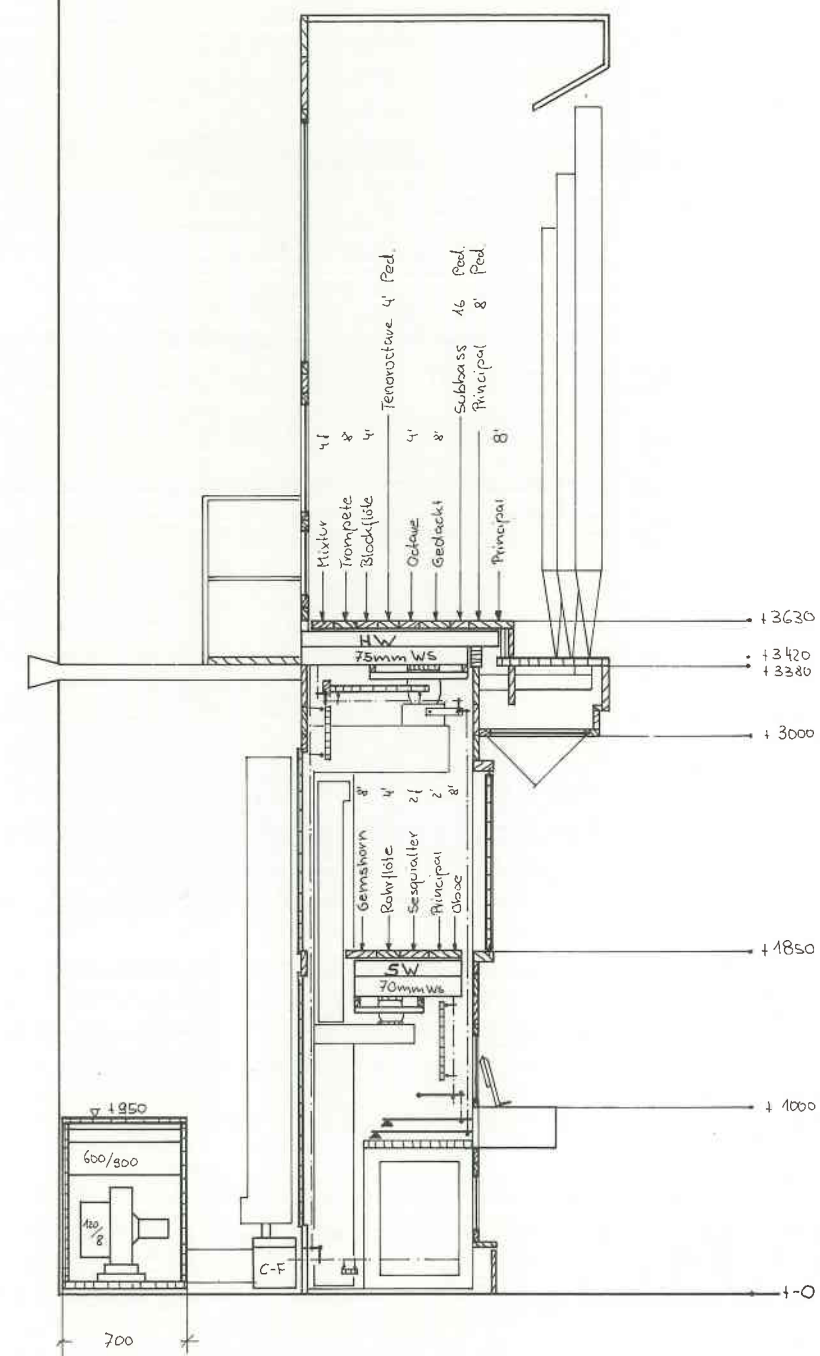 Mixtur 4f
Trompete 8'
Blockflöte 4'
Tenoroctave 4' Ped.
Octave 4'
Gedackt 8'
Subbass 16 Ped.
Principal 8' Ped.
Principal 8'
+3630
HW
75mm WS
+3420
+3380
+3000
Gemshorn 8'
Rohrflöte 4'
Sesquialter 2f
Principal 2'
Oboe 8'
+1850
SW
70mm WS
+950
+1000
600/900
120/8
C-F
+-0
700